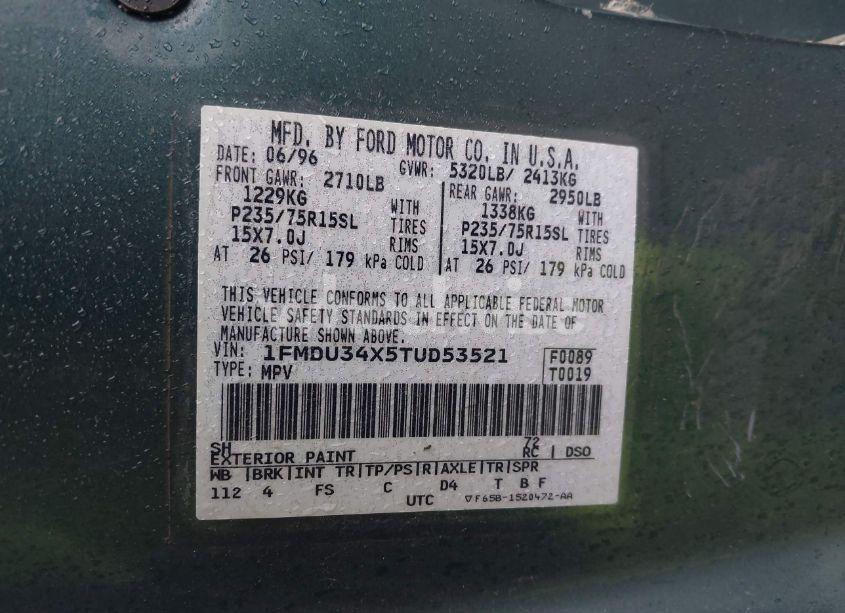 MFD. BY FORD MOTOR CO. IN U.S.A.
DATE: 06/96 GVWR: 5320LB/ 2413KG
FRONT GAWR: 2710LB REAR GAWR: 2950LB
1229KG WITH 1338KG WITH
P235/75R15SL TIRES P235/75R15SL TIRES
15X7.0J RIMS 15X7.0J RIMS
AT 26 PSI/ 179 kPa COLD AT 26 PSI/ 179 kPa COLD
THIS VEHICLE CONFORMS TO ALL APPLICABLE FEDERAL MOTOR
VEHICLE SAFETY STANDARDS IN EFFECT ON THE DATE OF
MANUFACTURE SHOWN ABOVE.
VIN: 1FMDU34X5TUD53521 F0089
TYPE: MPV T0019
SH 72
EXTERIOR PAINT RC | DSO
WB |BRK|INT TR|TP/PS|R|AXLE|TR|SPR
112 4 FS C D4 T B F
UTC ▽F65B-1520472-AA